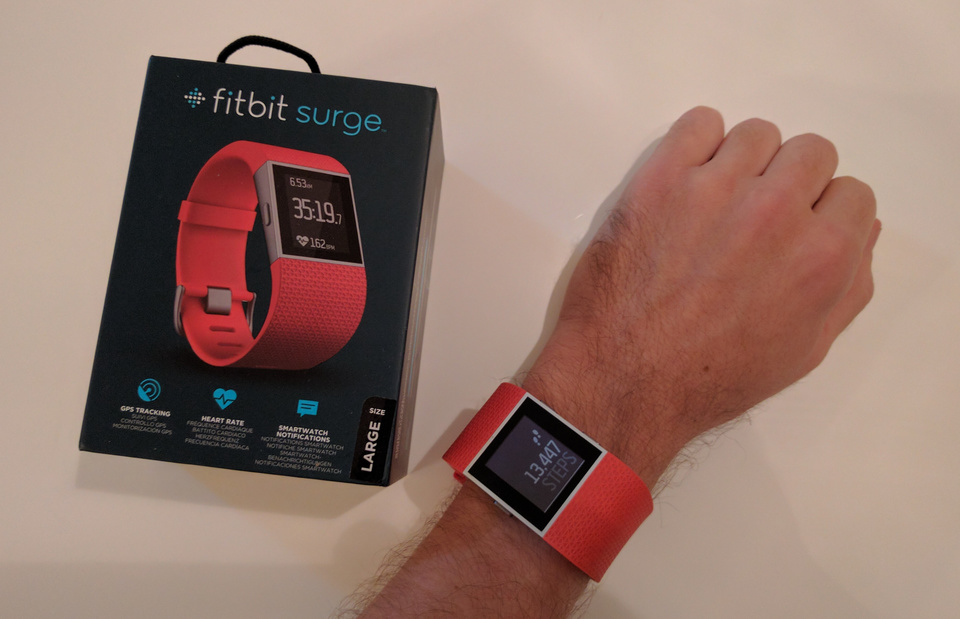 fitbit surge
6:53AM
35:19.7
162BPM
GPS TRACKING
SUIVI GPS
CONTROLLO GPS
MONITORIZACIÓN GPS
HEART RATE
FRÉQUENCE CARDIAQUE
BATTITO CARDIACO
HERZFREQUENZ
FRECUENCIA CARDIACA
SMARTWATCH
NOTIFICATIONS
NOTIFICATIONS SMARTWATCH
NOTIFICHE SMARTWATCH
SMARTWATCH-
BENACHRICHTIGUNGEN
NOTIFICACIONES SMARTWATCH
SIZE
LARGE
13.447
STEPS